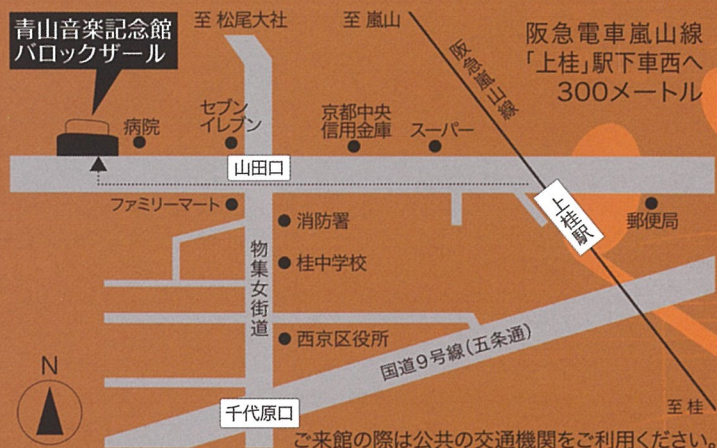 至 松尾大社
至 嵐山
青山音楽記念館
バロックザール
阪急電車嵐山線
「上桂」駅下車西へ
300メートル
阪急嵐山線
病院
セブン
イレブン
京都中央
信用金庫
スーパー
山田口
上桂駅
ファミリーマート
消防署
郵便局
物集女街道
桂中学校
西京区役所
国道9号線(五条通)
N
千代原口
至 桂
ご来館の際は公共の交通機関をご利用ください。